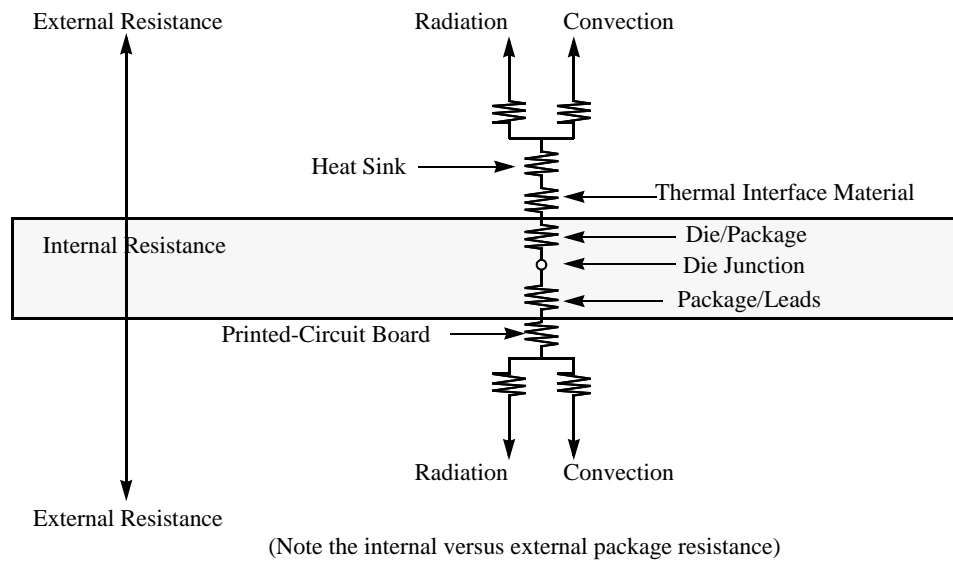 External Resistance
Radiation
Convection
Heat Sink
Thermal Interface Material
Internal Resistance
Die/Package
Die Junction
Package/Leads
Printed-Circuit Board
Radiation
Convection
External Resistance
(Note the internal versus external package resistance)